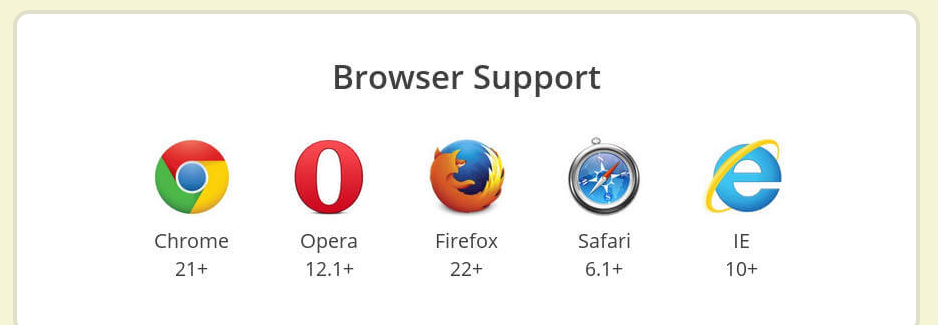 Browser Support
Chrome Opera Firefox Safari IE
21+ 12.1+ 22+ 6.1+ 10+